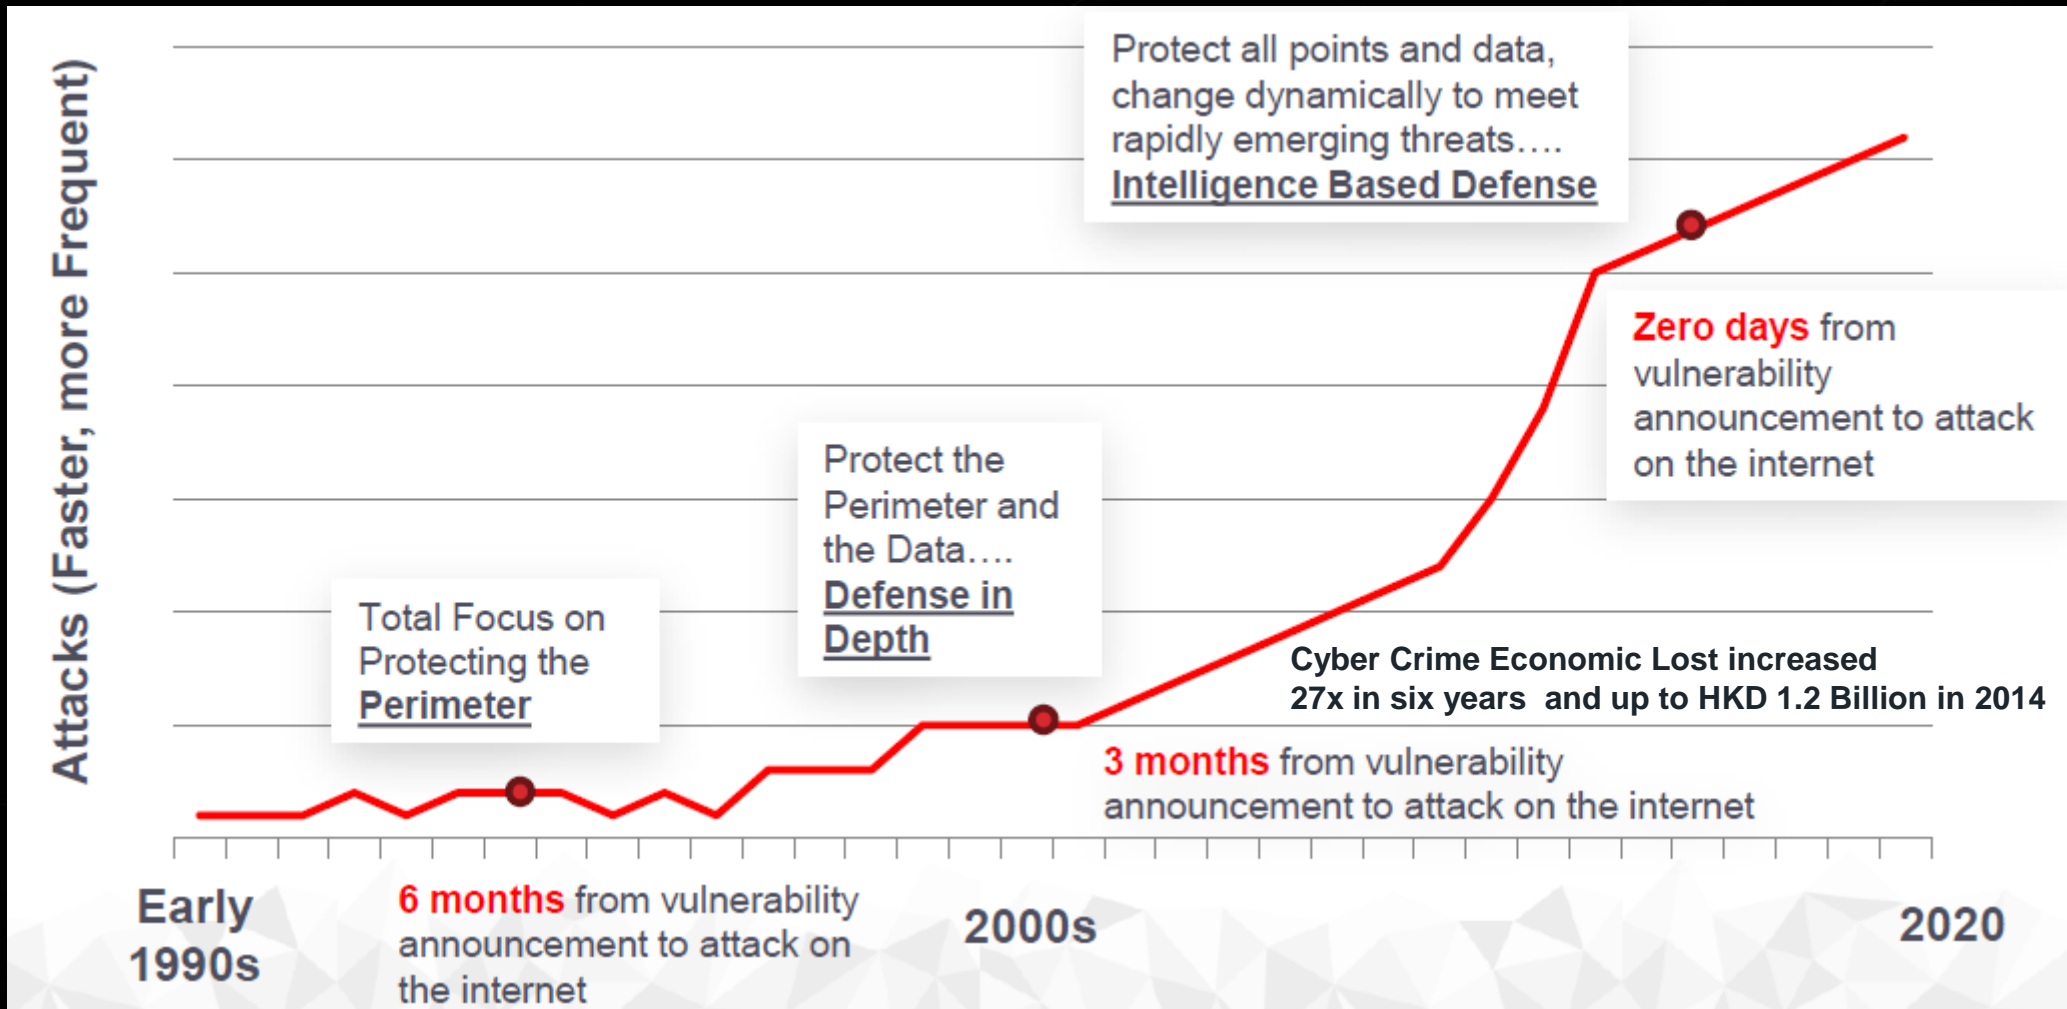 Attacks (Faster, more Frequent)
Protect all points and data,
change dynamically to meet
rapidly emerging threats….
Intelligence Based Defense
Zero days from
vulnerability
announcement to attack
on the internet
Protect the
Perimeter and
the Data….
Defense in
Depth
Total Focus on
Protecting the
Perimeter
Cyber Crime Economic Lost increased
27x in six years  and up to HKD 1.2 Billion in 2014
3 months from vulnerability
announcement to attack on the internet
Early
1990s
6 months from vulnerability
announcement to attack on
the internet
2000s
2020